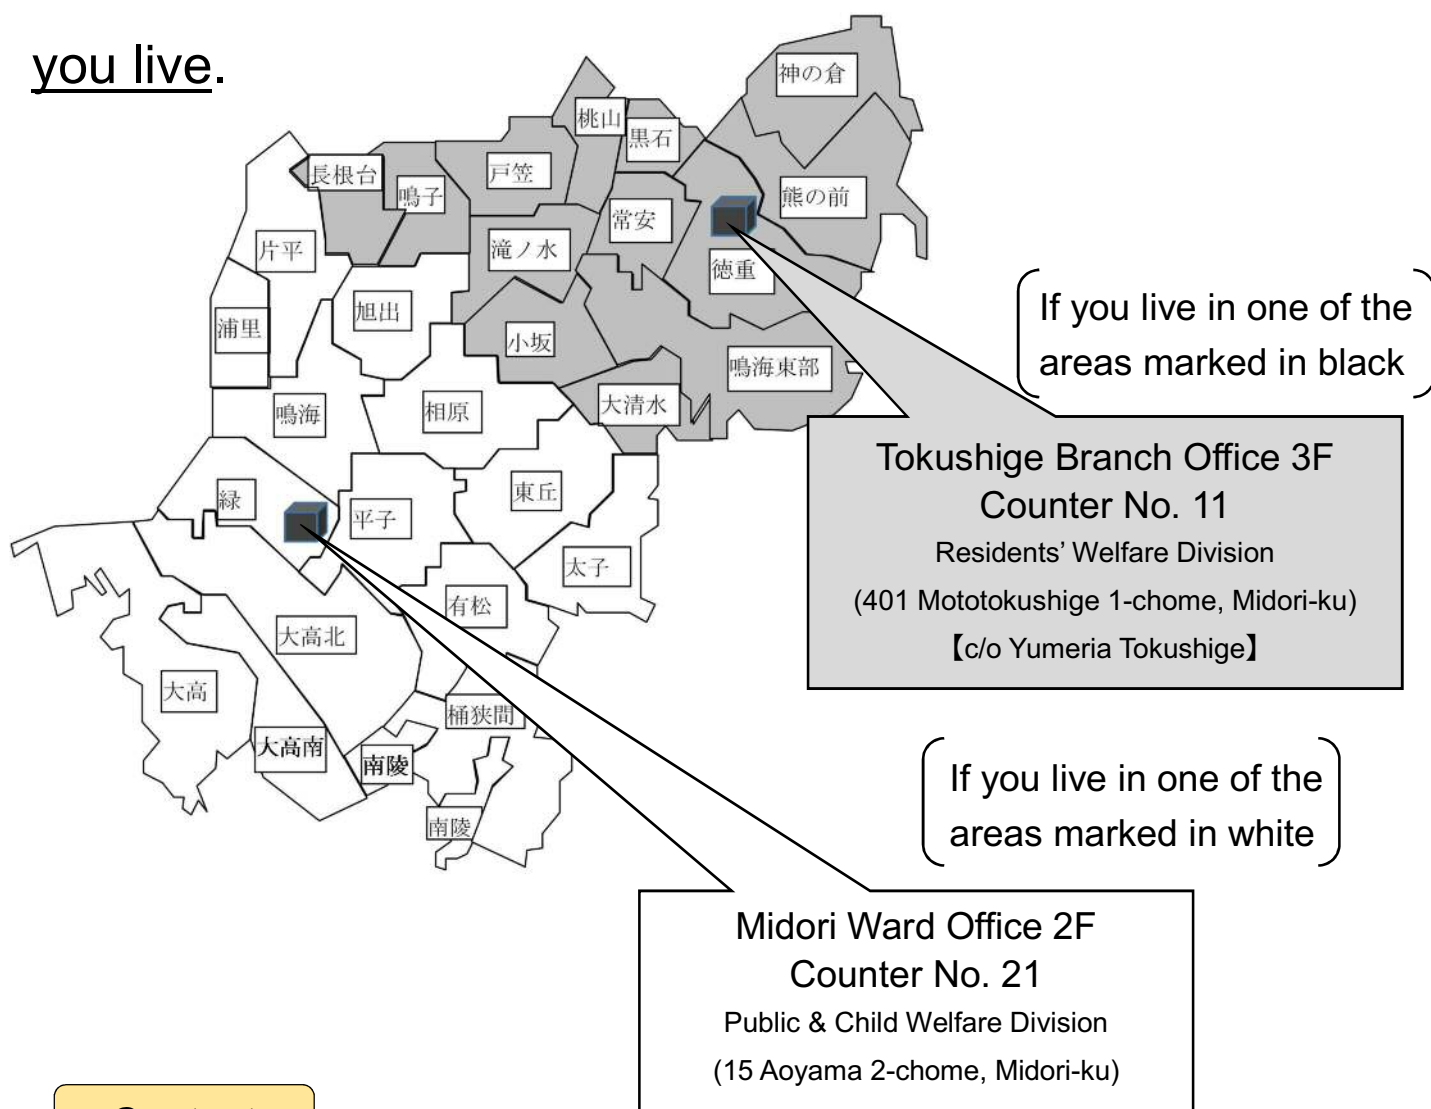 you live.
神の倉
桃山
黒石
長根台
鳴子
戸笠
熊の前
常安
片平
滝ノ水
徳重
旭出
浦里
小坂
鳴海東部
鳴海
相原
大清水
緑
平子
東丘
太子
有松
大高北
大高
桶狭間
大高南
南陵
南陵
If you live in one of the
areas marked in black
Tokushige Branch Office 3F
Counter No. 11
Residents’ Welfare Division
(401 Mototokushige 1-chome, Midori-ku)
【c/o Yumeria Tokushige】
If you live in one of the
areas marked in white
Midori Ward Office 2F
Counter No. 21
Public & Child Welfare Division
(15 Aoyama 2-chome, Midori-ku)